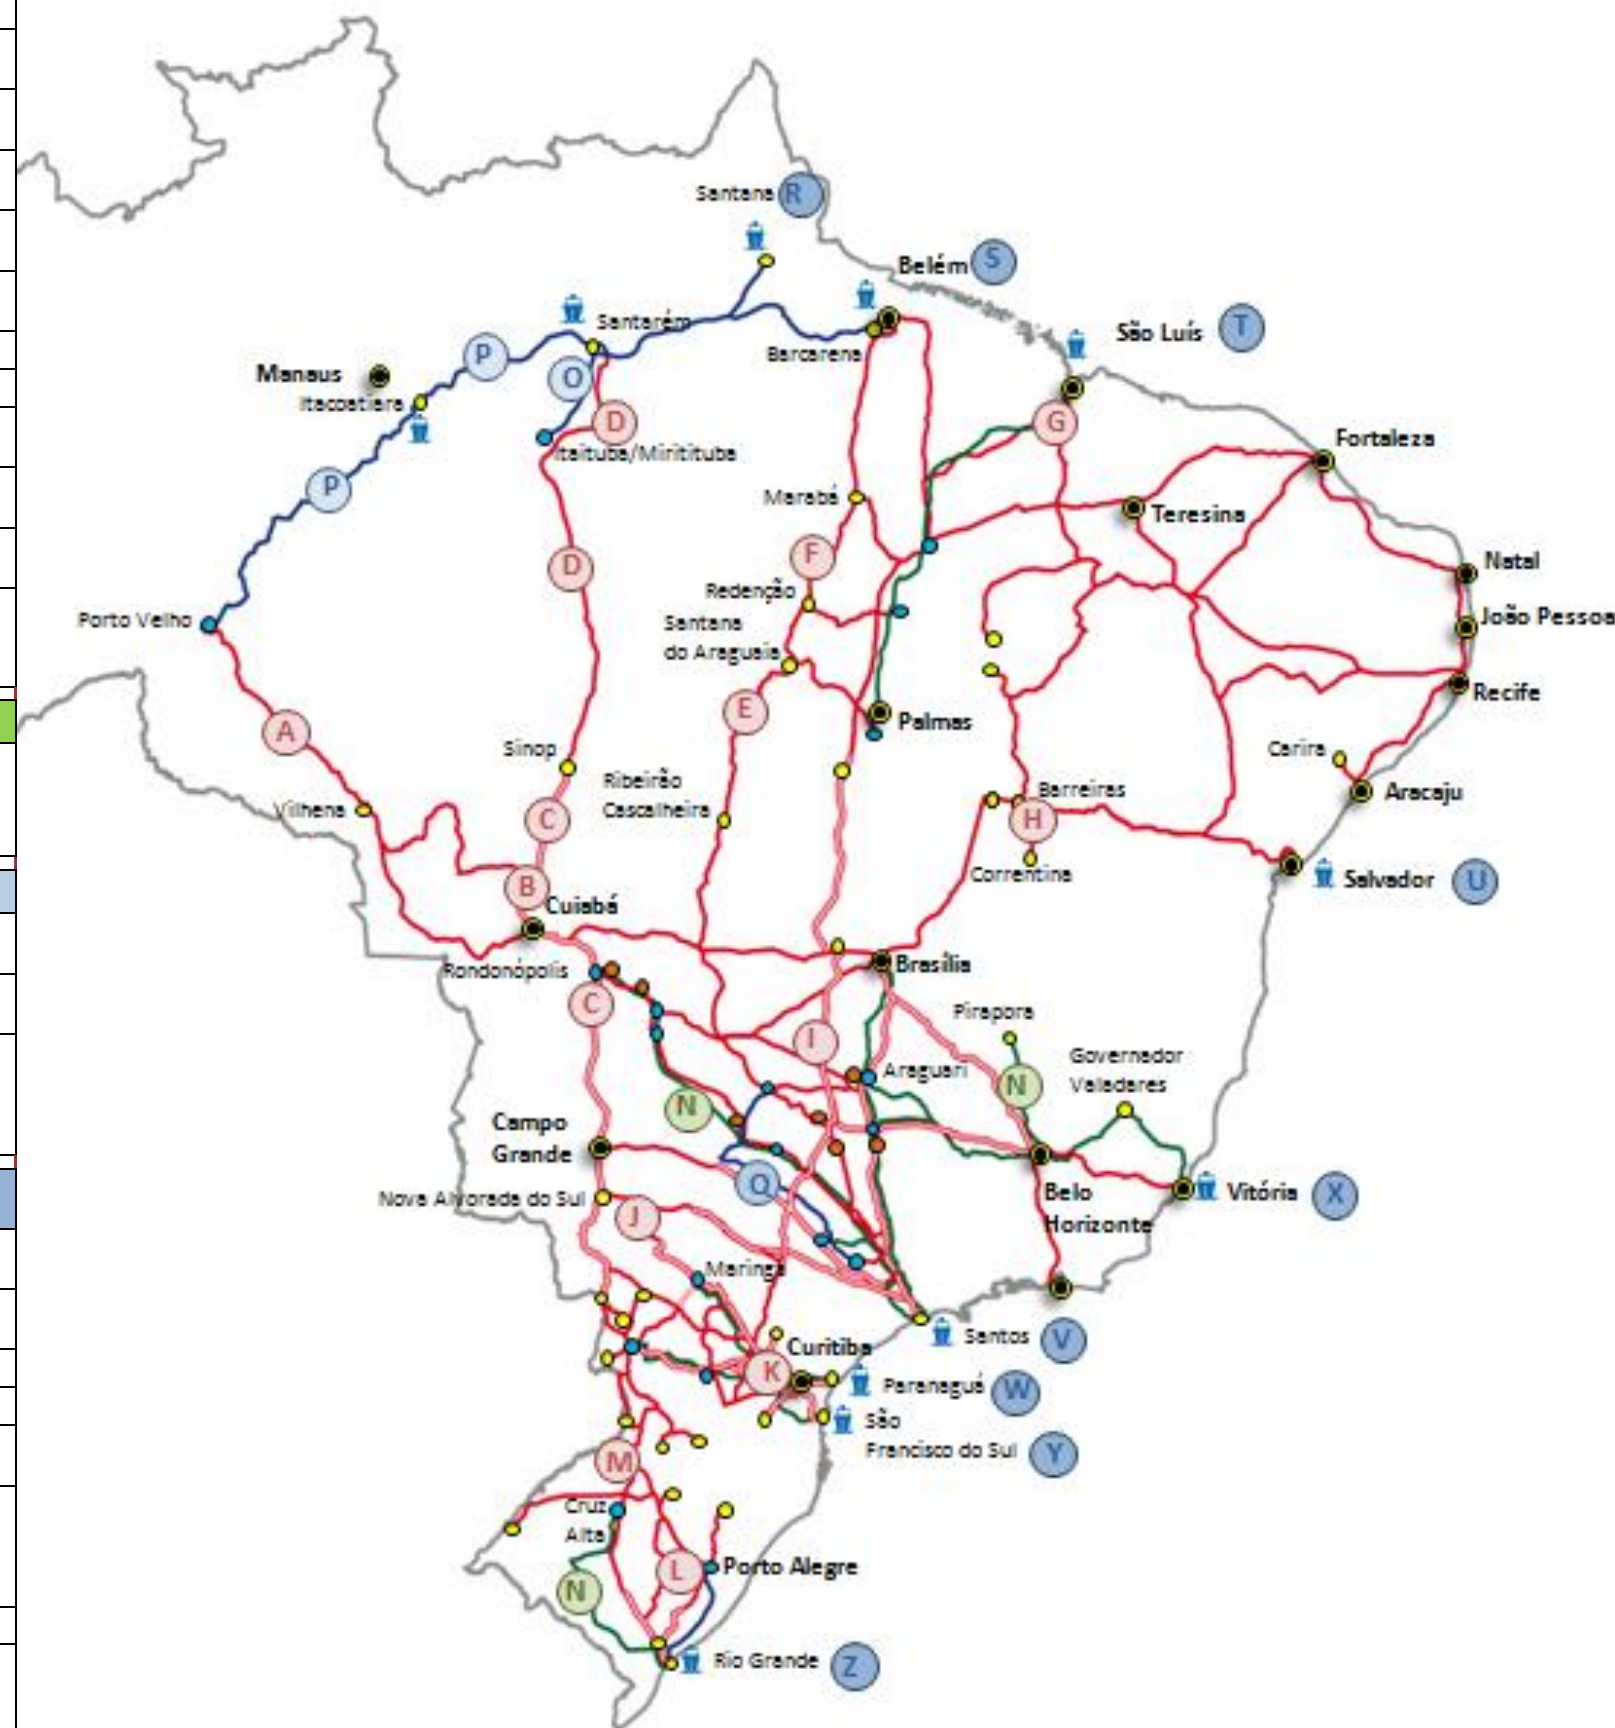 Santana R
Belém S
São Luís T
Santarém
Barcarena
P
O
Manaus
Itacoatiara
D
G
Itaituba/Miritituba
Fortaleza
P
Marabá
Teresina
F
D
Natal
Redenção
João Pessoa
Porto Velho
Santana
do Araguaia
Recife
E
Palmas
A
Sinop
Carira
Ribeirão
Cascalheira
Barreiras
Aracaju
Vilhena
C
H
Correntina
Salvador U
B
Cuiabá
Brasília
Rondonópolis
C
Pirapora
I
Governador
Valadares
Araguari
N
N
Campo
Grande
Q
Belo
Horizonte
Vitória X
Nova Alvorada do Sul
J
Maringá
Santos V
Curitiba
K
Paranaguá W
São
Francisco do Sul Y
M
Cruz
Alta
L
Porto Alegre
N
Rio Grande Z